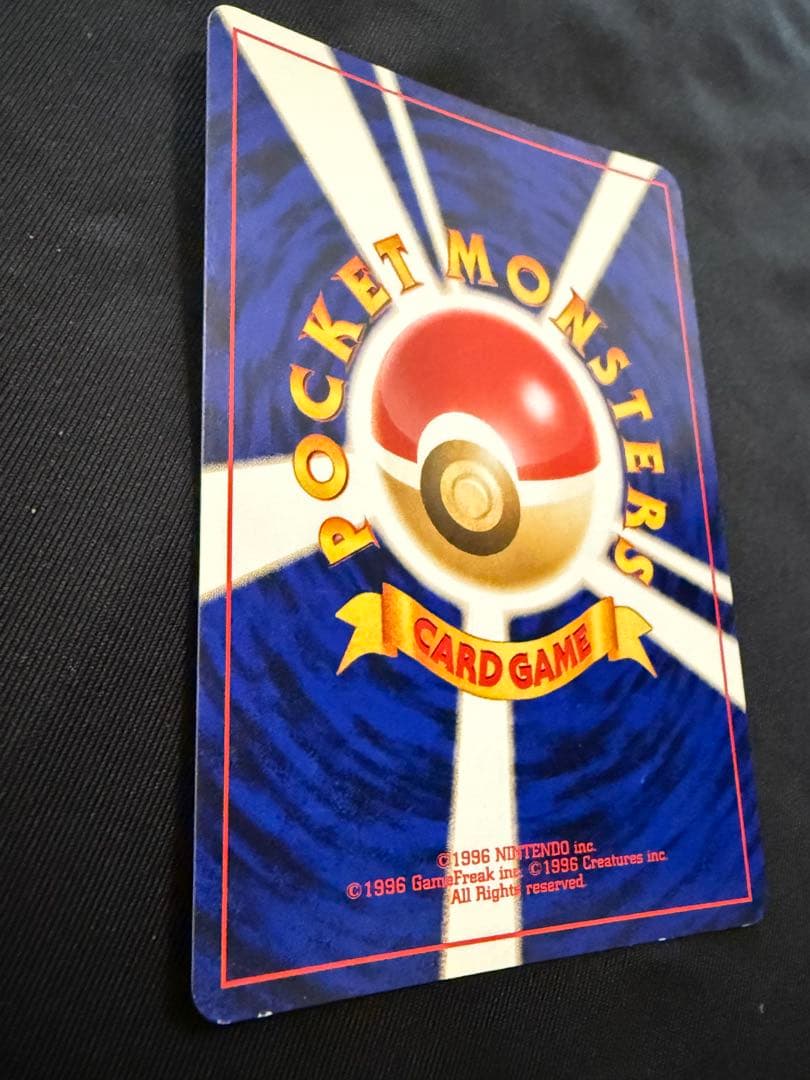 POCKET MONSTERS
CARD GAME
©1996 NINTENDO inc.
©1996 GameFreak inc. ©1996 Creatures inc.
All Rights reserved.